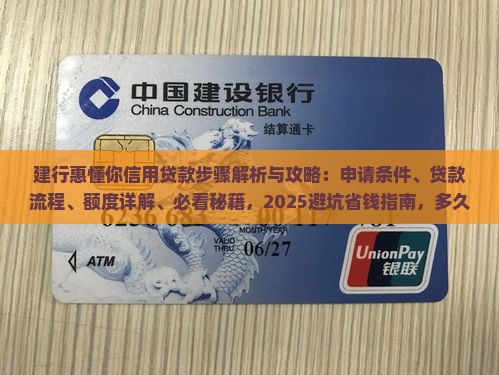 中国建设银行
China Construction Bank
结算通卡
建行惠懂你信用贷款步骤解析与攻略：申请条件、贷款
流程、额度详解、必看秘籍，2025避坑省钱指南，多久
VALID
THRU
MONTH/YEAR
06/27
ATM
UnionPay
银联